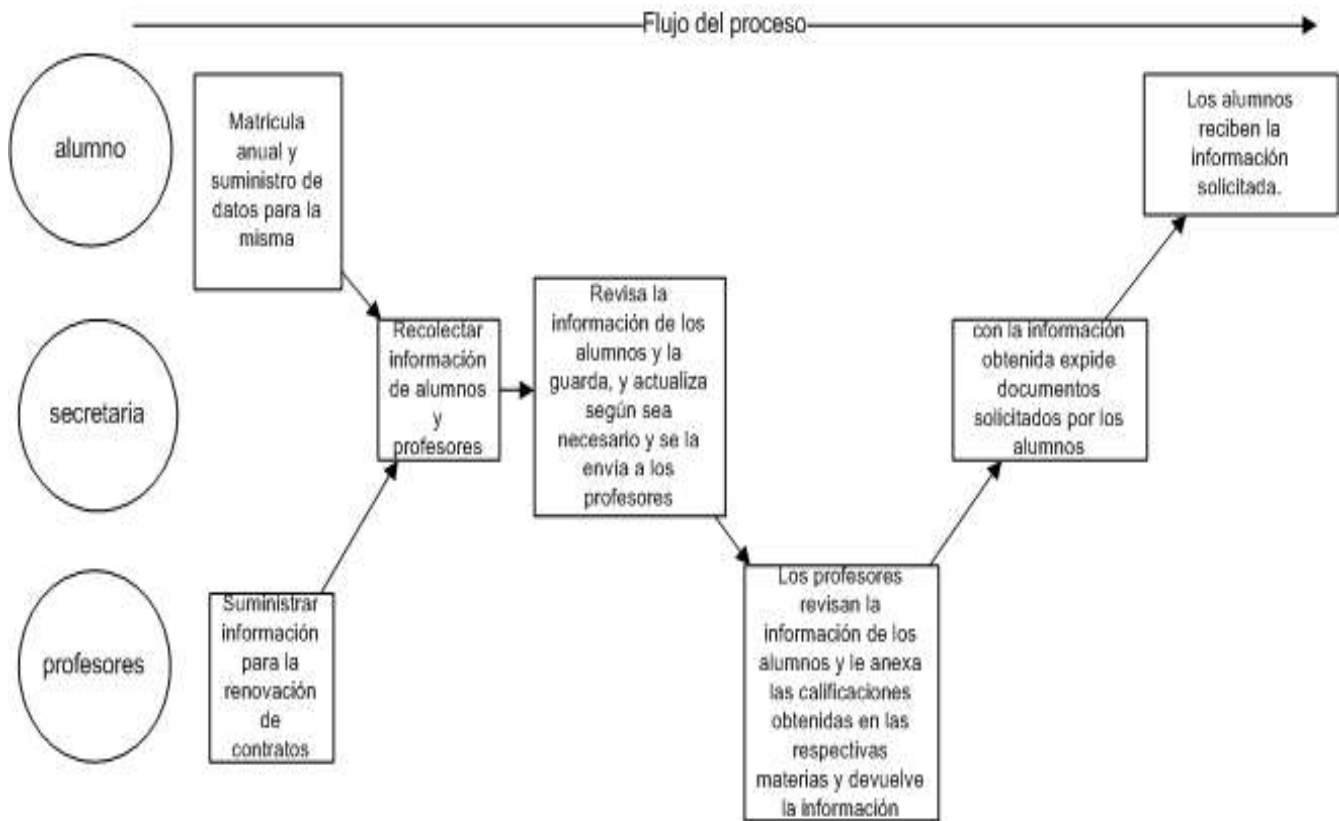 Flujo del proceso
alumno
Matrícula
anual y
suministro de
datos para la
misma
Los alumnos
reciben la
información
solicitada.
secretaria
Recolectar
información
de alumnos
y
profesores
Revisa la
información de los
alumnos y la
guarda, y actualiza
según sea
necesario y se la
envía a los
profesores
con la información
obtenida expide
documentos
solicitados por los
alumnos
profesores
Suministrar
información
para la
renovación
de
contratos
Los profesores
revisan la
información de los
alumnos y le anexa
las calificaciones
obtenidas en las
respectivas
materias y devuelve
la información